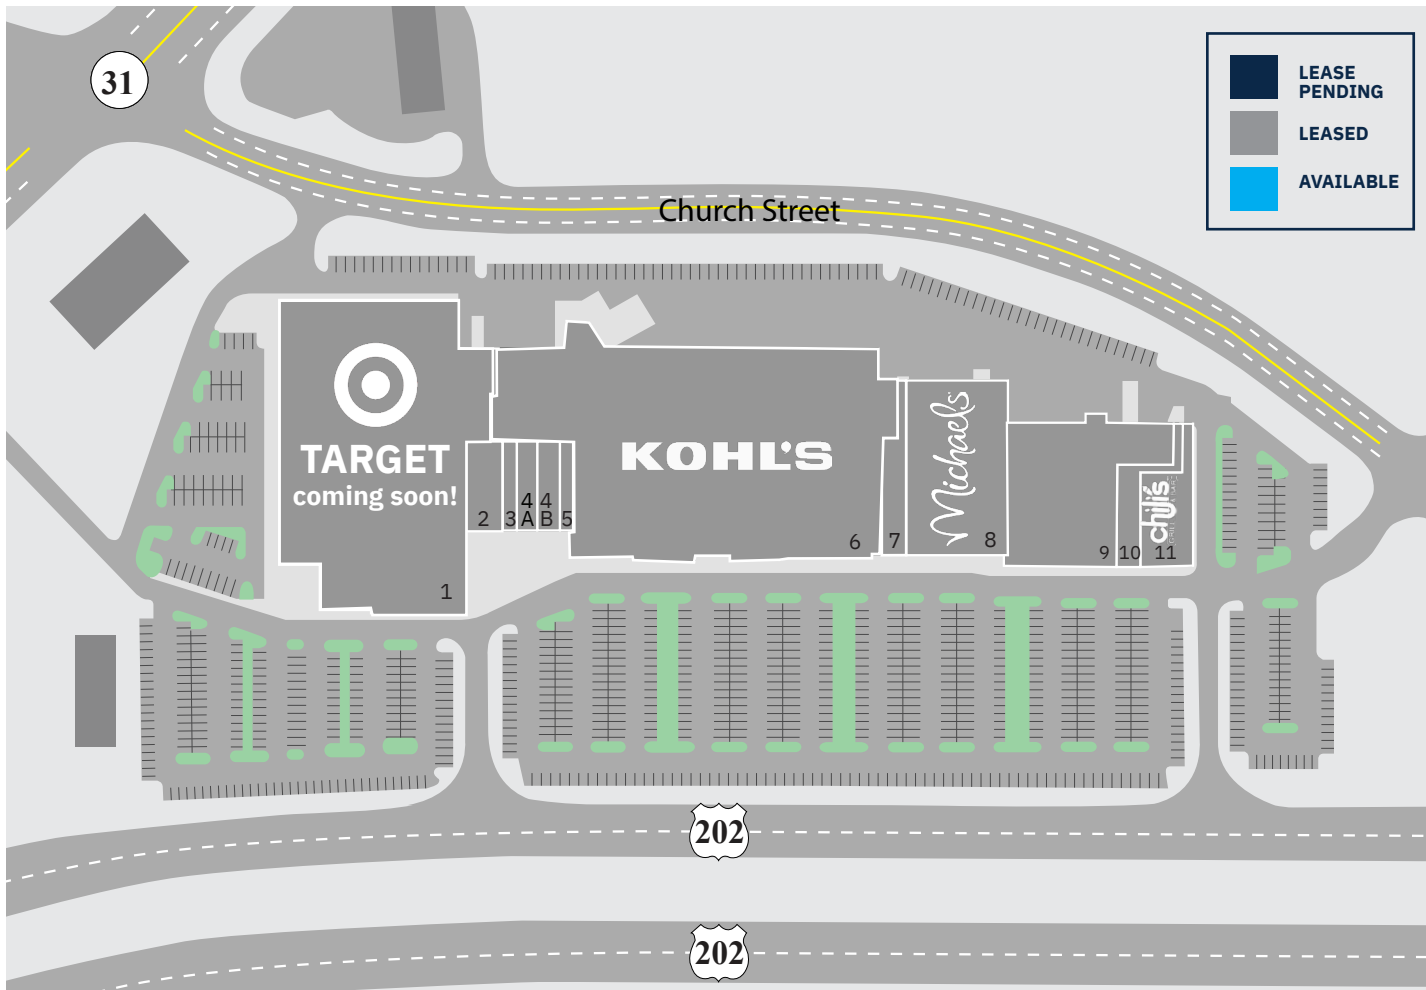 31
LEASE
PENDING
LEASED
AVAILABLE
Church Street
TARGET
coming soon!
KOHL'S
Michaels
chili's
2
3
4
A
4
B
5
6
7
8
9
10
11
1
202
202